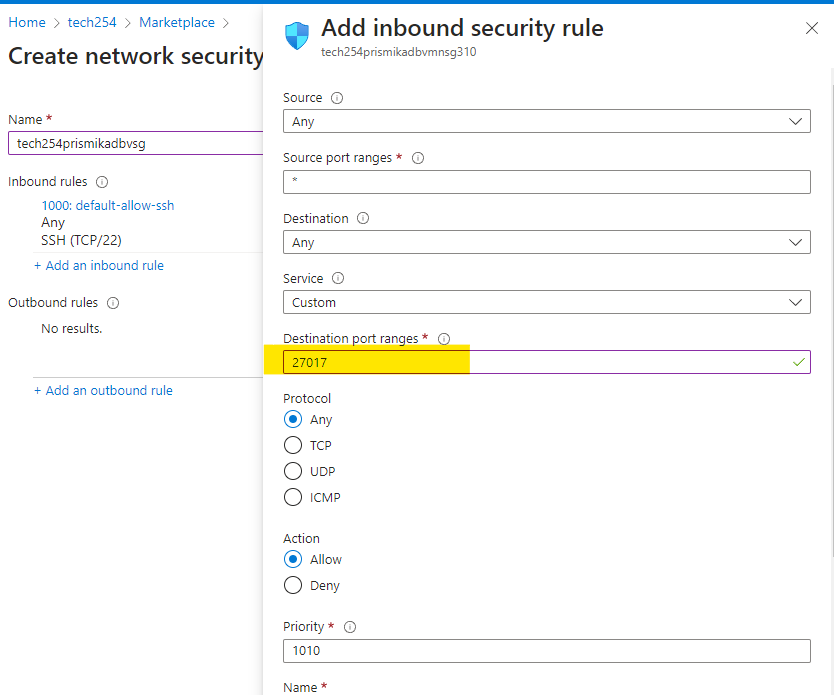 Home > tech254 > Marketplace >
Create network security
Name *
tech254prismikadbvsg
Inbound rules
1000: default-allow-ssh
Any
SSH (TCP/22)
+ Add an inbound rule
Outbound rules
No results.
+ Add an outbound rule
Add inbound security rule
tech254prismikadbvmnsg310
Source
Any
Source port ranges *
*
Destination
Any
Service
Custom
Destination port ranges *
27017
Protocol
Any
TCP
UDP
ICMP
Action
Allow
Deny
Priority *
1010
Name *